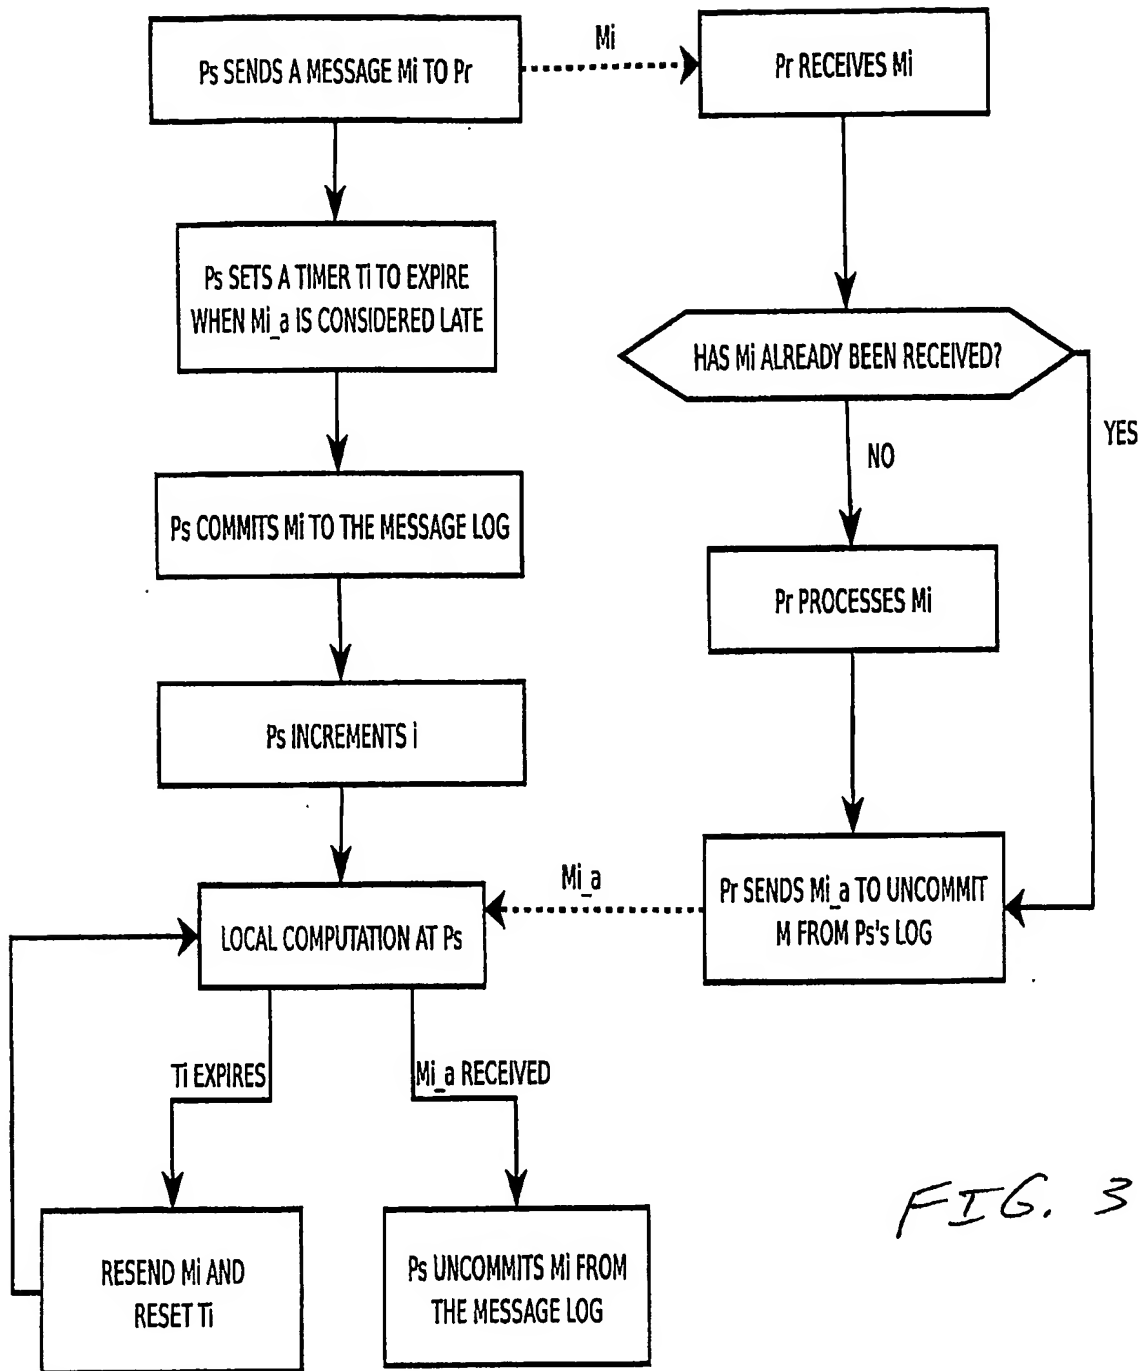 Ps SENDS A MESSAGE Mi TO Pr
Mi
Pr RECEIVES Mi
Ps SETS A TIMER Ti TO EXPIRE
WHEN Mi_a IS CONSIDERED LATE
HAS Mi ALREADY BEEN RECEIVED?
YES
NO
Ps COMMITS Mi TO THE MESSAGE LOG
Pr PROCESSES Mi
Ps INCREMENTS i
Mi_a
Pr SENDS Mi_a TO UNCOMMIT
M FROM Ps's LOG
LOCAL COMPUTATION AT Ps
Ti EXPIRES
Mi_a RECEIVED
RESEND Mi AND
RESET Ti
Ps UNCOMMITS Mi FROM
THE MESSAGE LOG
FIG. 3